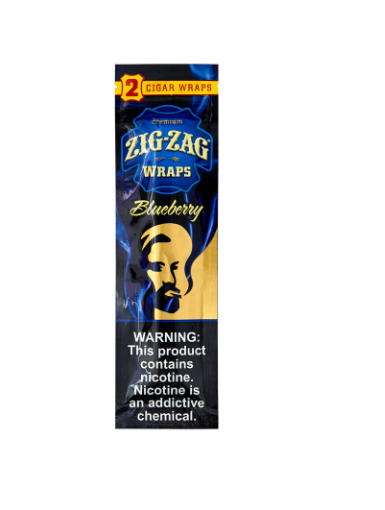 2 CIGAR WRAPS
Premium
ZIG-ZAG
WRAPS
Blueberry
WARNING:
This product
contains
nicotine.
Nicotine is
an addictive
chemical.